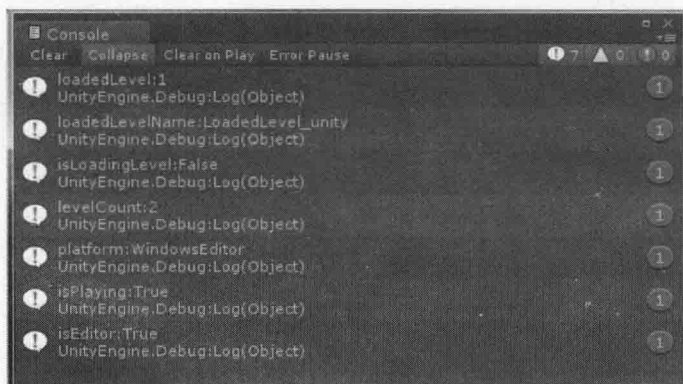 Console
Clear Collapse Clear on Play Error Pause 7 0 0
loadedLevel:1
UnityEngine.Debug:Log(Object)
1
loadedLevelName:LoadedLevel_unity
UnityEngine.Debug:Log(Object)
1
isLoadingLevel:False
UnityEngine.Debug:Log(Object)
1
levelCount:2
UnityEngine.Debug:Log(Object)
1
platform:WindowsEditor
UnityEngine.Debug:Log(Object)
1
isPlaying:True
UnityEngine.Debug:Log(Object)
1
isEditor:True
UnityEngine.Debug:Log(Object)
1